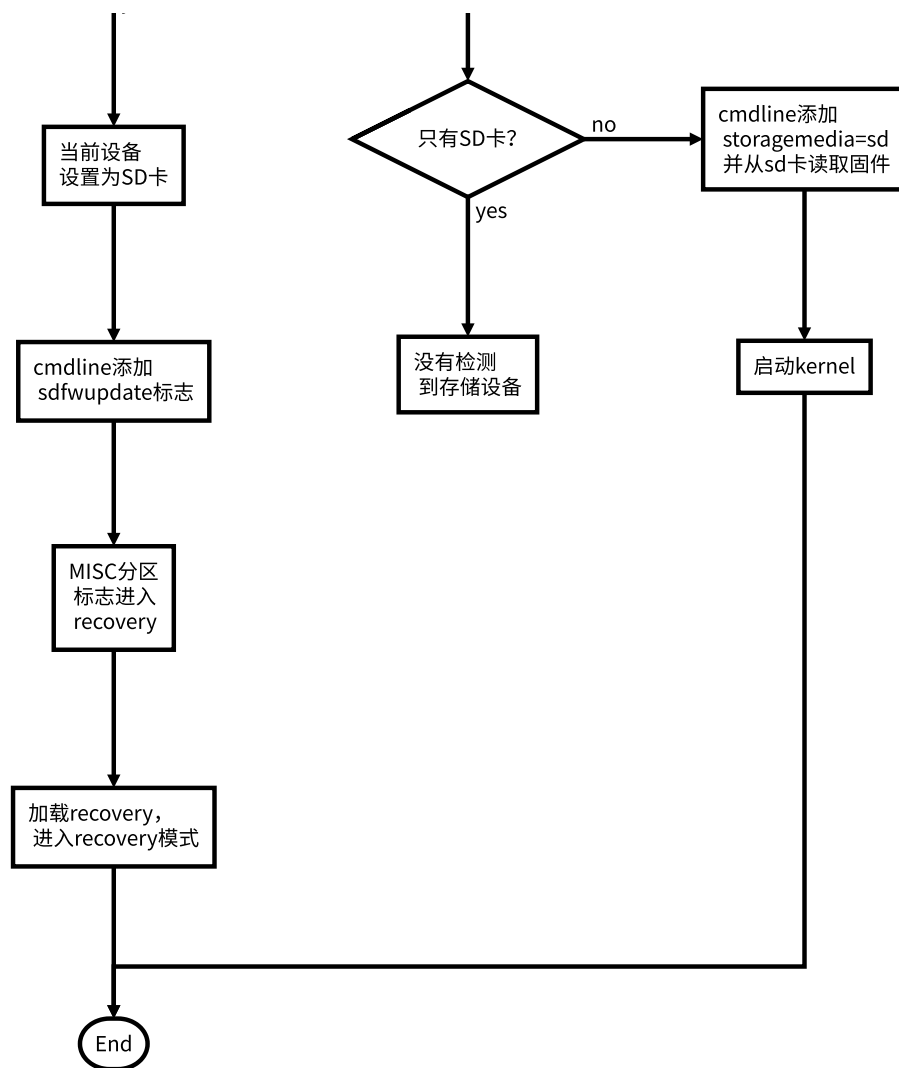 当前设备
设置为SD卡
cmdline添加
sdfwupdate标志
MISC分区
标志进入
recovery
加载recovery，
进入recovery模式
End
只有SD卡？
no
yes
没有检测
到存储设备
cmdline添加
storagemedia=sd
并从sd卡读取固件
启动kernel